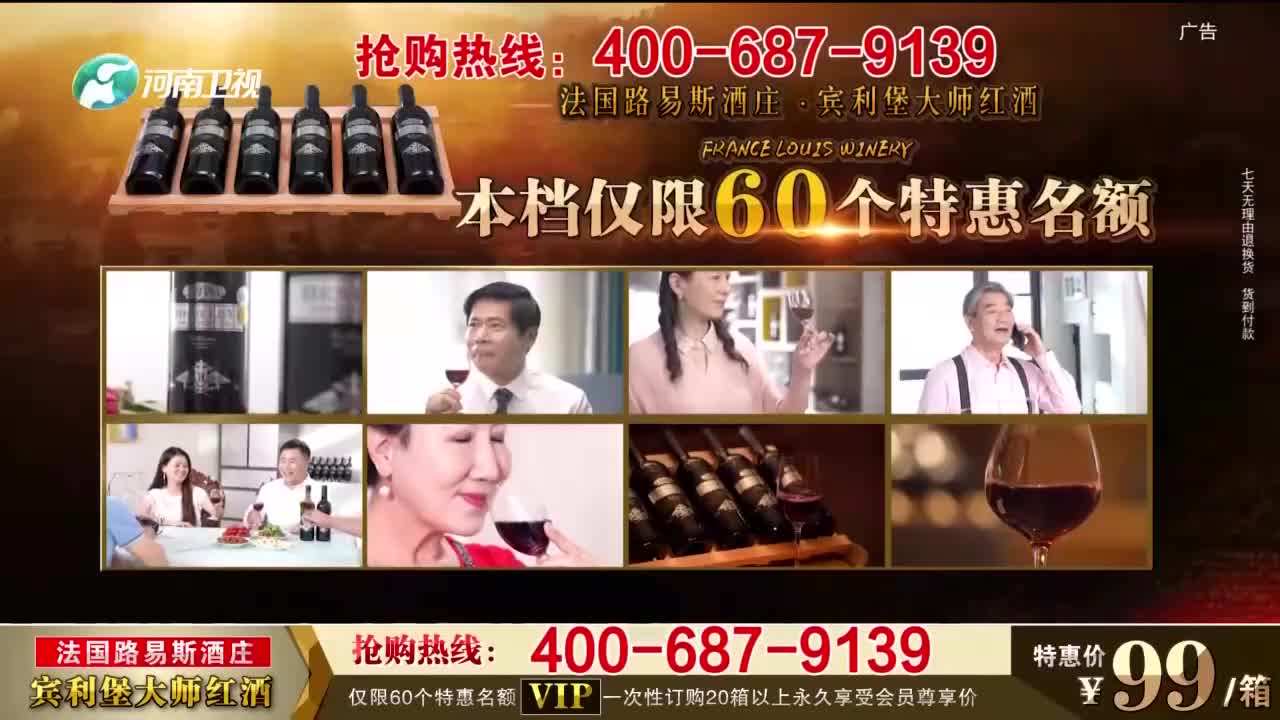 抢购热线：400-687-9139
广告
河南卫视
法国路易斯酒庄·宾利堡大师红酒
FRANCE LOUIS WINERY
本档仅限60个特惠名额
七天无理由退换货 货到付款
法国路易斯酒庄
宾利堡大师红酒
抢购热线：400-687-9139
仅限60个特惠名额 VIP 一次性订购20箱以上永久享受会员尊享价
特惠价
¥99/箱